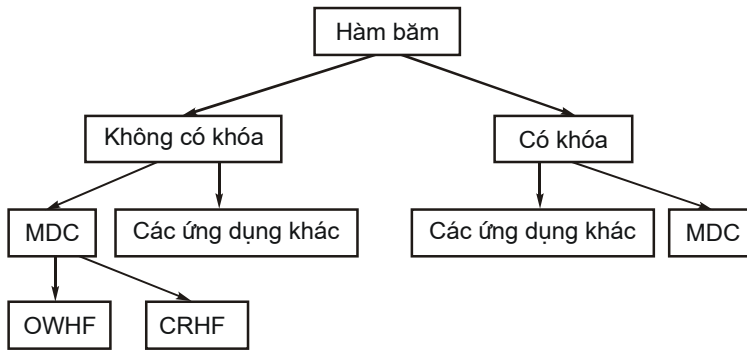 Hàm băm
Không có khóa
Có khóa
MDC
Các ứng dụng khác
Các ứng dụng khác
MDC
OWHF
CRHF